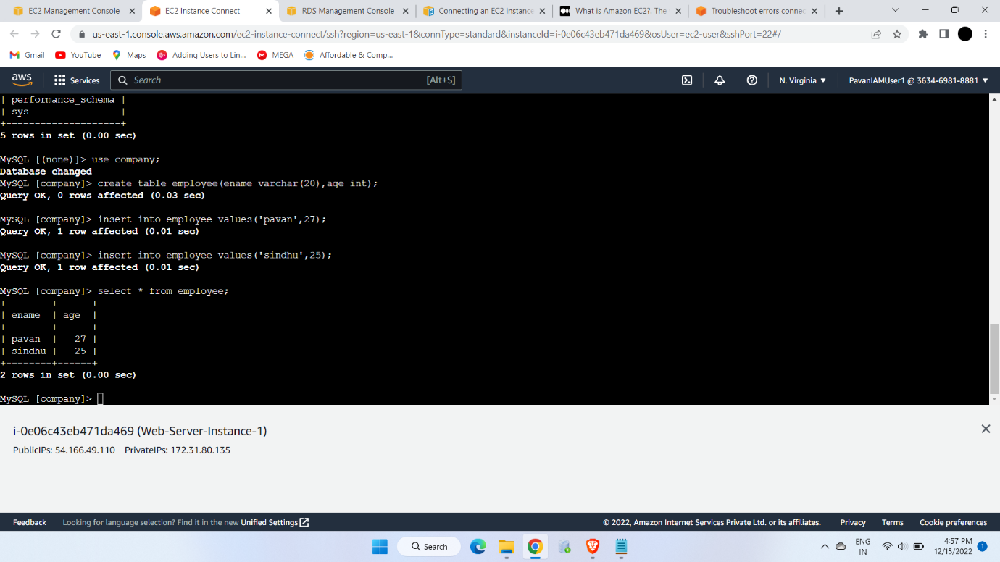 EC2 Management Console
EC2 Instance Connect
RDS Management Console
Connecting an EC2 instance
What is Amazon EC2?. The
Troubleshoot errors connec
us-east-1.console.aws.amazon.com/ec2-instance-connect/ssh?region=us-east-1&connType=standard&instanceId=i-0e06c43eb471da469&osUser=ec2-user&sshPort=22#/
Gmail
YouTube
Maps
Adding Users to Lin...
MEGA
Affordable & Comp...
aws
Services
Search
[Alt+S]
N. Virginia
PavanIAMUser1 @ 3634-6981-8881
| performance_schema |
| sys                |
+--------------------+
5 rows in set (0.00 sec)
MySQL [(none)]> use company;
Database changed
MySQL [company]> create table employee(ename varchar(20),age int);
Query OK, 0 rows affected (0.03 sec)
MySQL [company]> insert into employee values('pavan',27);
Query OK, 1 row affected (0.01 sec)
MySQL [company]> insert into employee values('sindhu',25);
Query OK, 1 row affected (0.01 sec)
MySQL [company]> select * from employee;
+--------+------+
| ename  | age  |
+--------+------+
| pavan  |   27 |
| sindhu |   25 |
+--------+------+
2 rows in set (0.00 sec)
MySQL [company]>
i-0e06c43eb471da469 (Web-Server-Instance-1)
PublicIPs: 54.166.49.110 PrivateIPs: 172.31.80.135
Feedback
Looking for language selection? Find it in the new Unified Settings
© 2022, Amazon Internet Services Private Ltd. or its affiliates.
Privacy
Terms
Cookie preferences
Search
ENG
IN
4:57 PM
12/15/2022
1